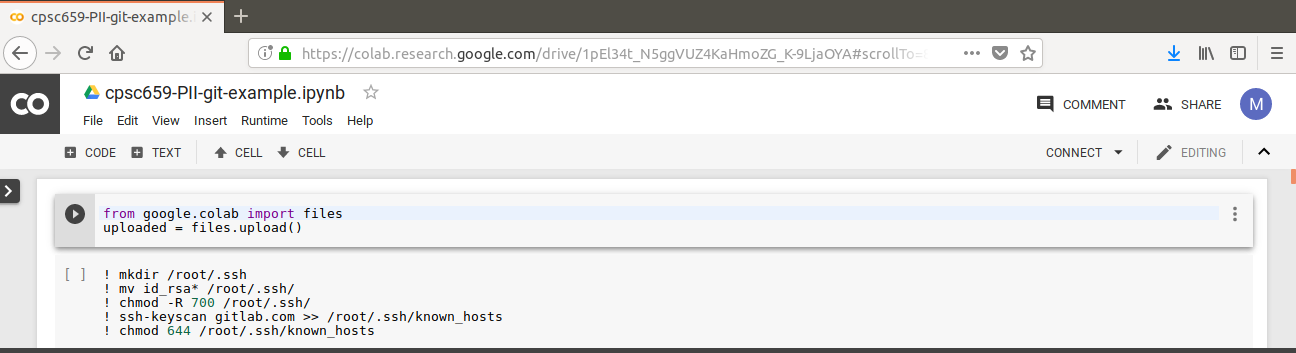 cpsc659-PII-git-example.
https://colab.research.google.com/drive/1pEl34t_N5ggVUZ4KaHmoZG_K-9LjaOYA#scrollTo=
CO cpsc659-PII-git-example.ipynb
COMMENT SHARE M
File Edit View Insert Runtime Tools Help
CODE TEXT CELL CELL CONNECT EDITING
from google.colab import files
uploaded = files.upload()
[ ] ! mkdir /root/.ssh
! mv id_rsa* /root/.ssh/
! chmod -R 700 /root/.ssh/
! ssh-keyscan gitlab.com >> /root/.ssh/known_hosts
! chmod 644 /root/.ssh/known_hosts